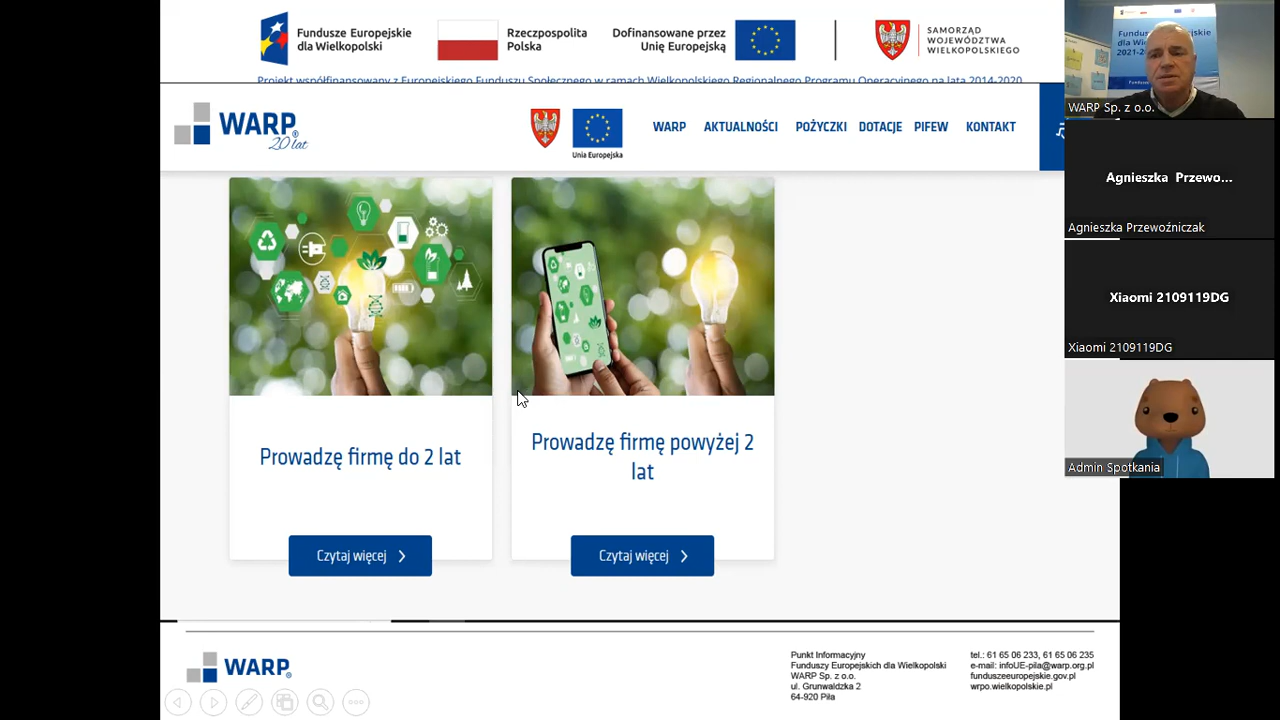 Fundusze Europejskie
dla Wielkopolski
Rzeczpospolita
Polska
Dofinansowane przez
Unię Europejską
SAMORZĄD
WOJEWÓDZTWA
WIELKOPOLSKIEGO
Projekt współfinansowany z Europejskiego Funduszu Społecznego w ramach Wielkopolskiego Regionalnego Programu Operacyjnego na lata 2014-2020
WARP
20 lat
Unia Europejska
WARP AKTUALNOŚCI POŻYCZKI DOTACJE PIFEW KONTAKT
Prowadzę firmę do 2 lat
Czytaj więcej
Prowadzę firmę powyżej 2
lat
Czytaj więcej
WARP
Punkt Informacyjny
Funduszy Europejskich dla Wielkopolski
WARP Sp. z o.o.
ul. Grunwaldzka 2
64-920 Piła
tel.: 61 65 06 233, 61 65 06 235
e-mail: infoUE-pila@warp.org.pl
funduszeeuropejskie.gov.pl
wrpo.wielkopolskie.pl
WARP Sp. z o.o.
Agnieszka Przewo...
Agnieszka Przewoźniczak
Xiaomi 2109119DG
Xiaomi 2109119DG
Admin Spotkania